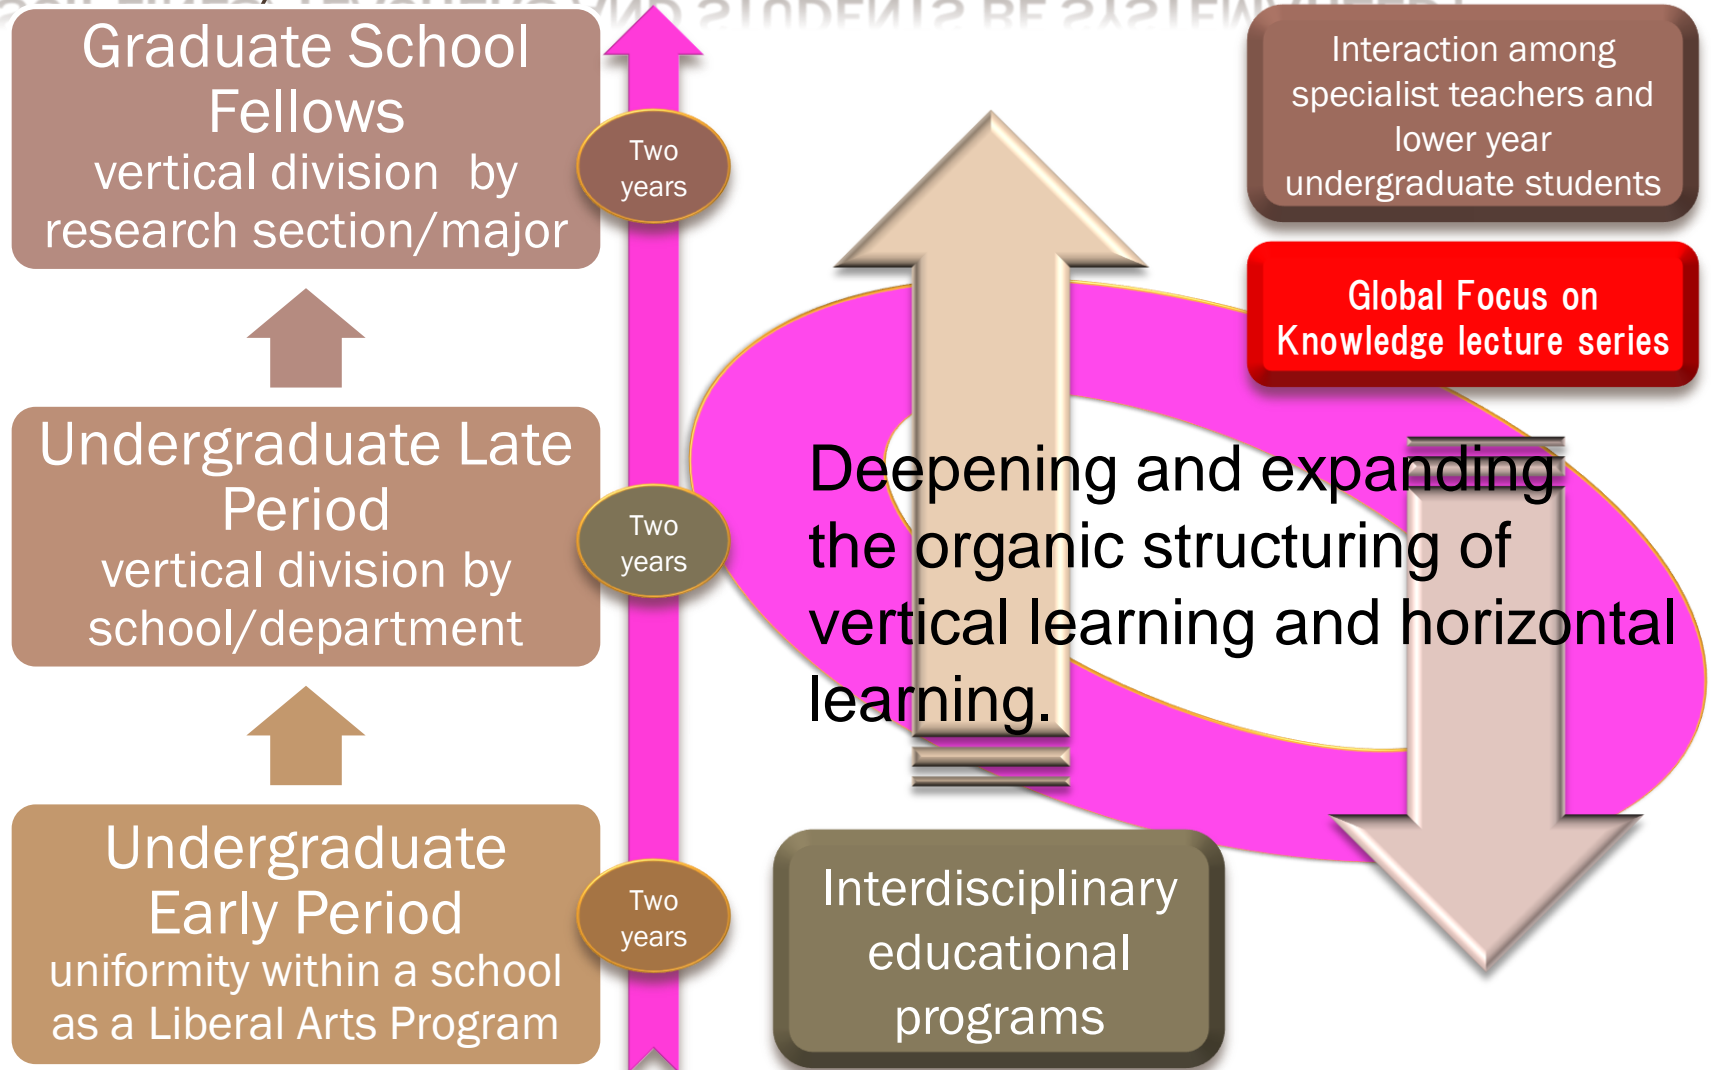 Graduate School
Fellows
vertical division by
research section/major
Two
years
Undergraduate Late
Period
vertical division by
school/department
Two
years
Undergraduate
Early Period
uniformity within a school
as a Liberal Arts Program
Two
years
Interaction among
specialist teachers and
lower year
undergraduate students
Global Focus on
Knowledge lecture series
Deepening and expanding
the organic structuring of
vertical learning and horizontal
learning.
Interdisciplinary
educational
programs